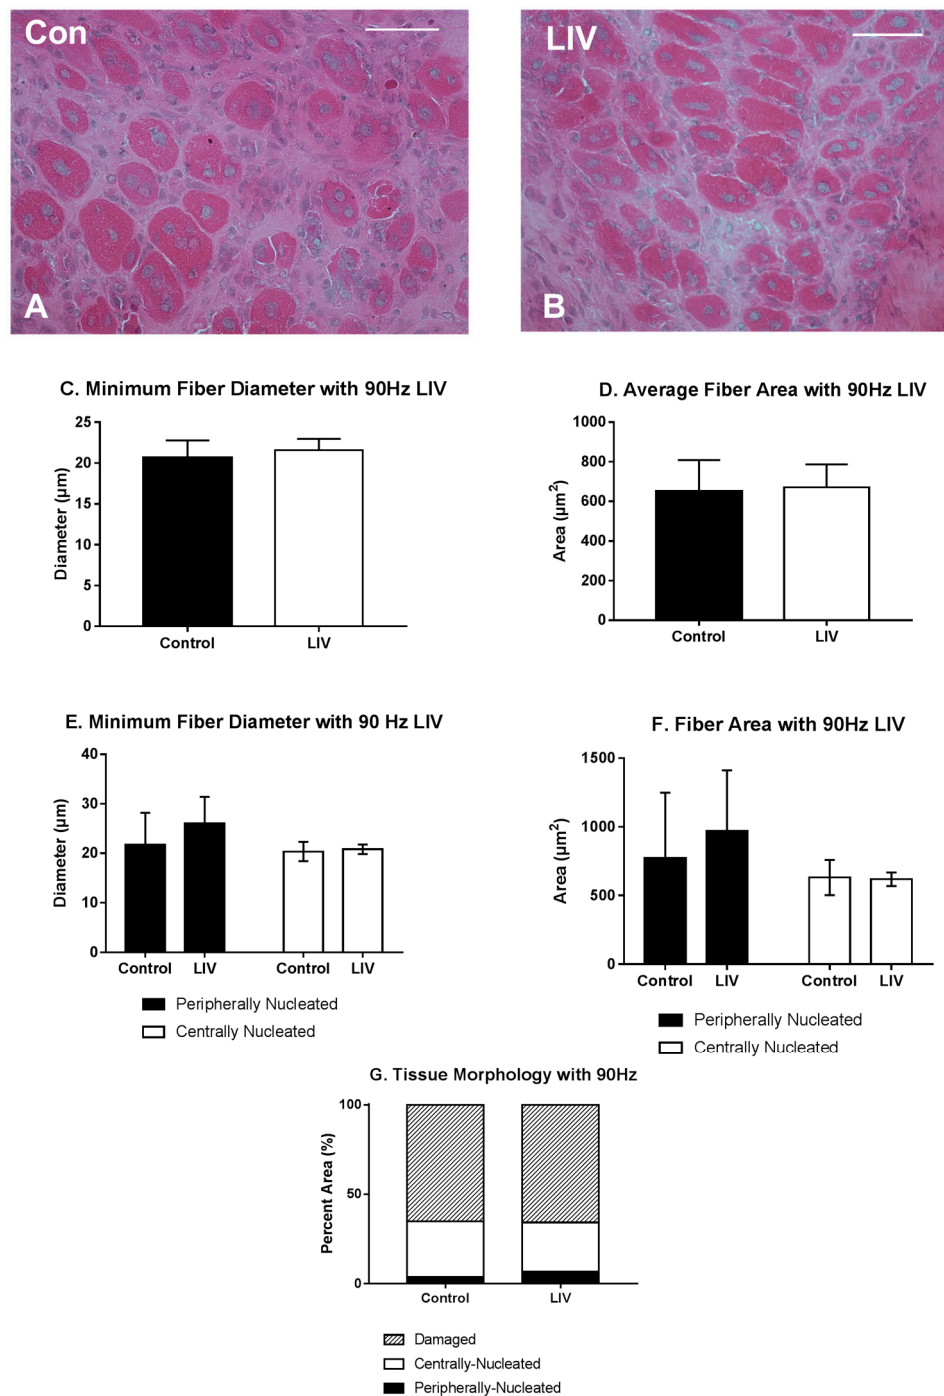 Con
LIV
A
B
C. Minimum Fiber Diameter with 90Hz LIV
25
20
15
10
5
0
Diameter (µm)
Control
LIV
D. Average Fiber Area with 90Hz LIV
1000
800
600
400
200
0
Area (µm²)
Control
LIV
E. Minimum Fiber Diameter with 90 Hz LIV
40
30
20
10
0
Diameter (µm)
Control
LIV
Control
LIV
Peripherally Nucleated
Centrally Nucleated
F. Fiber Area with 90Hz LIV
1500
1000
500
0
Area (µm²)
Control
LIV
Control
LIV
Peripherally Nucleated
Centrally Nucleated
G. Tissue Morphology with 90Hz
100
50
0
Percent Area (%)
Control
LIV
Damaged
Centrally-Nucleated
Peripherally-Nucleated